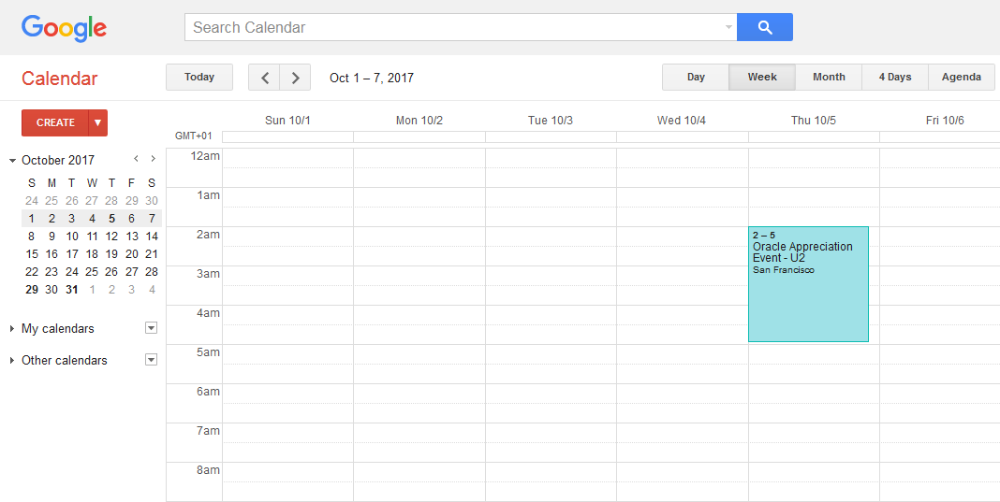 Google
Search Calendar
Calendar
Today
Oct 1 – 7, 2017
Day Week Month 4 Days Agenda
CREATE
Sun 10/1 Mon 10/2 Tue 10/3 Wed 10/4 Thu 10/5 Fri 10/6
GMT+01
October 2017
S M T W T F S
24 25 26 27 28 29 30
1 2 3 4 5 6 7
8 9 10 11 12 13 14
15 16 17 18 19 20 21
22 23 24 25 26 27 28
29 30 31 1 2 3 4
My calendars
Other calendars
12am
1am
2am
3am
4am
5am
6am
7am
8am
2 – 5
Oracle Appreciation
Event - U2
San Francisco